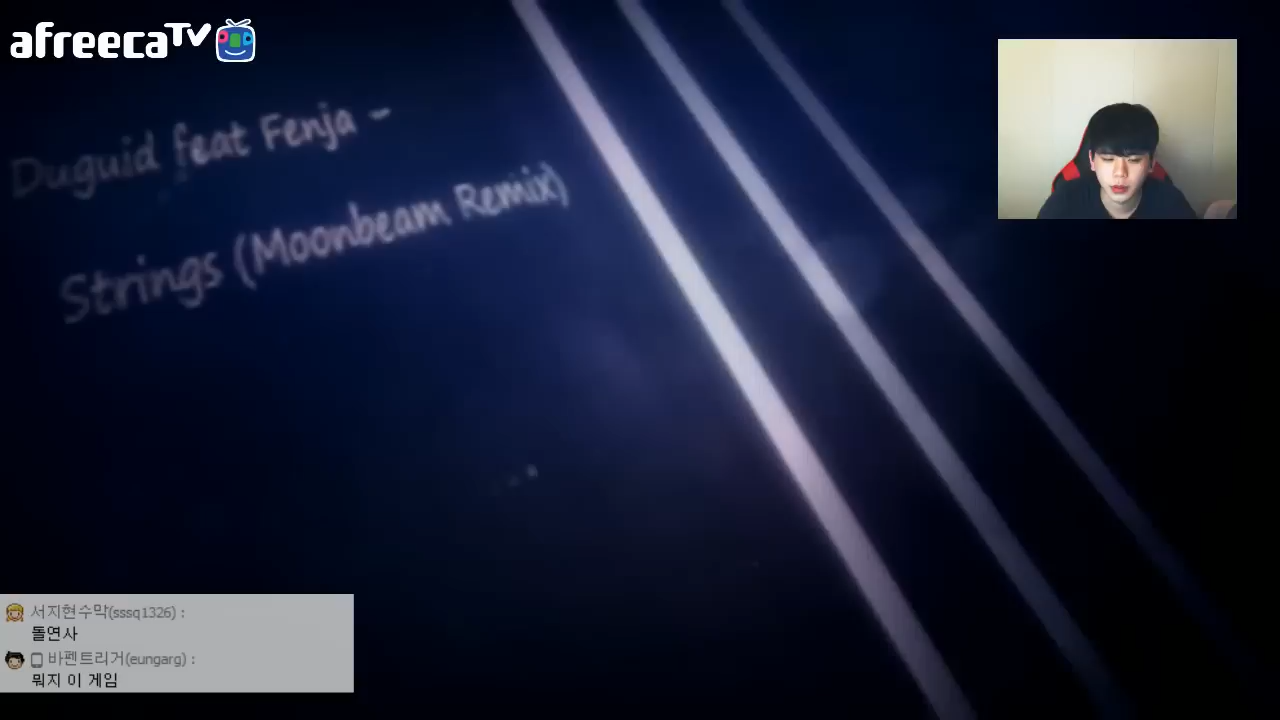 afreecaTV
Duguid feat Fenja -
Strings (Moonbeam Remix)
서지현수막(sssq1326) :
돌연사
바펜트리거(eungarg) :
뭐지 이 게임